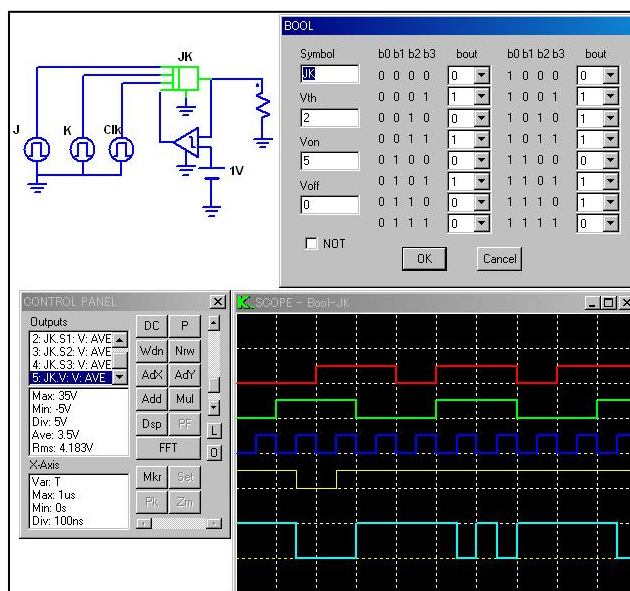 JK
J
K
Clk
1V
BOOL
Symbol
b0 b1 b2 b3 bout b0 b1 b2 b3 bout
JK
0 0 0 0 0 1 0 0 0 0
Vth
0 0 0 1 1 1 0 0 1 1
2
0 0 1 0 0 1 0 1 0 1
Von
0 0 1 1 1 1 0 1 1 1
5
0 1 0 0 0 1 1 0 0 0
Voff
0 1 0 1 1 1 1 0 1 1
0
0 1 1 0 0 1 1 1 0 1
0 1 1 1 0 1 1 1 1 0
NOT
OK Cancel
CONTROL PANEL
Outputs
2: JK.S1: V: AVE
3: JK.S2: V: AVE
4: JK.S3: V: AVE
5: JK.V: V: AVE
Max: 35V
Min: -5V
Div: 5V
Ave: 3.5V
Rms: 4.183V
X-Axis
Var: T
Max: 1us
Min: 0s
Div: 100ns
DC P
Wdn Nrw
AdX AdY
Add Mul
Dsp PF
FFT
Mkr Set
Pk Zm
L
O
K SCOPE - Bool-JK